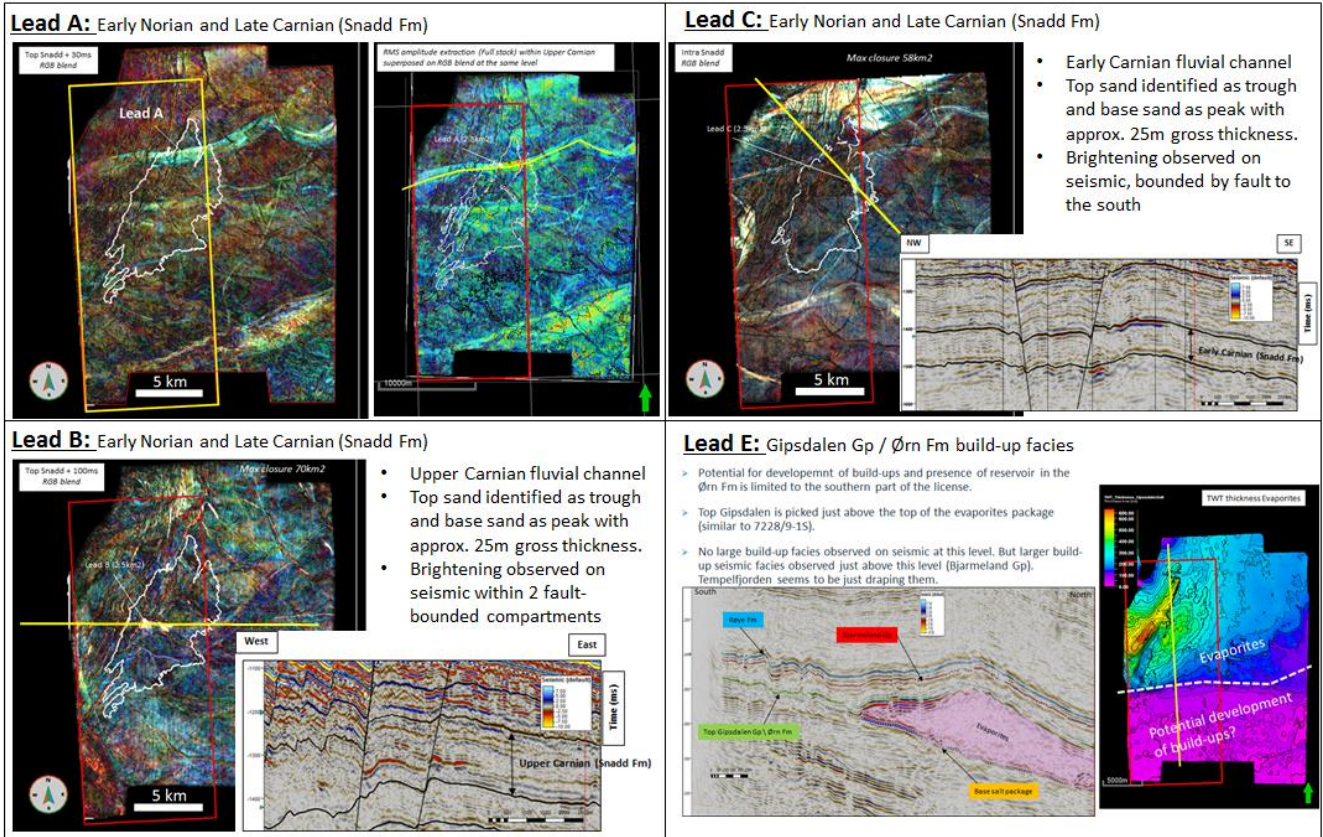 Lead A: Early Norian and Late Carnian (Snadd Fm)
Top Snadd + 30ms
RGB blend
Lead A
5 km
RMS amplitude extraction (Full stack) within Upper Carnian
superposed on RGB blend at the same level
Lead A (2.5km2)
10000m
Lead C: Early Norian and Late Carnian (Snadd Fm)
Intra Snadd
RGB blend
Max closure 58km2
5 km
• Early Carnian fluvial channel
• Top sand identified as trough
and base sand as peak with
approx. 25m gross thickness.
• Brightening observed on
seismic, bounded by fault to
the south
NW
SE
Seismic (default)
Time (ms)
Early Carnian (Snadd Fm)
Lead B: Early Norian and Late Carnian (Snadd Fm)
Top Snadd + 100ms
RGB blend
Max closure 70km2
Lead B (2.5km2)
5 km
• Upper Carnian fluvial channel
• Top sand identified as trough
and base sand as peak with
approx. 25m gross thickness.
• Brightening observed on
seismic within 2 fault-
bounded compartments
West
East
Seismic (default)
Time (ms)
Upper Carnian (Snadd Fm)
Lead E: Gipsdalen Gp / Ørn Fm build-up facies
➢ Potential for developemnt of build-ups and presence of reservoir in the
Ørn Fm is limited to the southern part of the license.
➢ Top Gipsdalen is picked just above the top of the evaporites package
(similar to 7228/9-1S).
➢ No large build-up facies observed on seismic at this level. But larger build-
up seismic facies observed just above this level (Bjarmeland Gp).
Tempelfjorden seems to be just draping them.
South
North
Røye Fm
Bjarmeland Gp
Top Gipsdalen Gp \ Ørn Fm
Evaporites
Base salt package
TWT thickness Evaporites
Evaporites
Potential development
of build-ups?
5000m